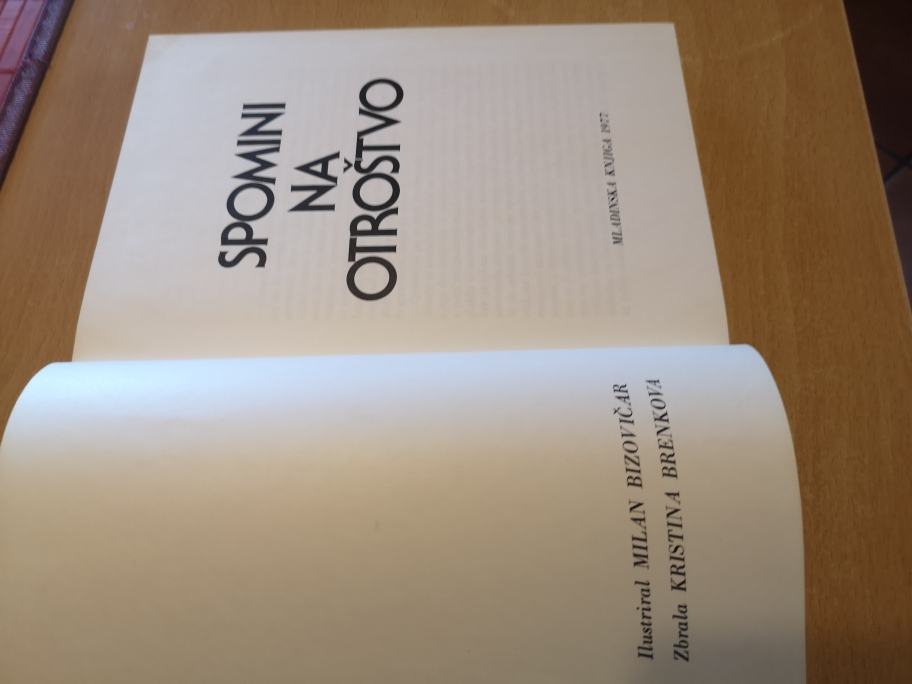 Ilustriral MILAN BIZOVIČAR
Zbrala KRISTINA BRENKOVA
SPOMINI
NA
OTROŠTVO
MLADINSKA KNJIGA 1977